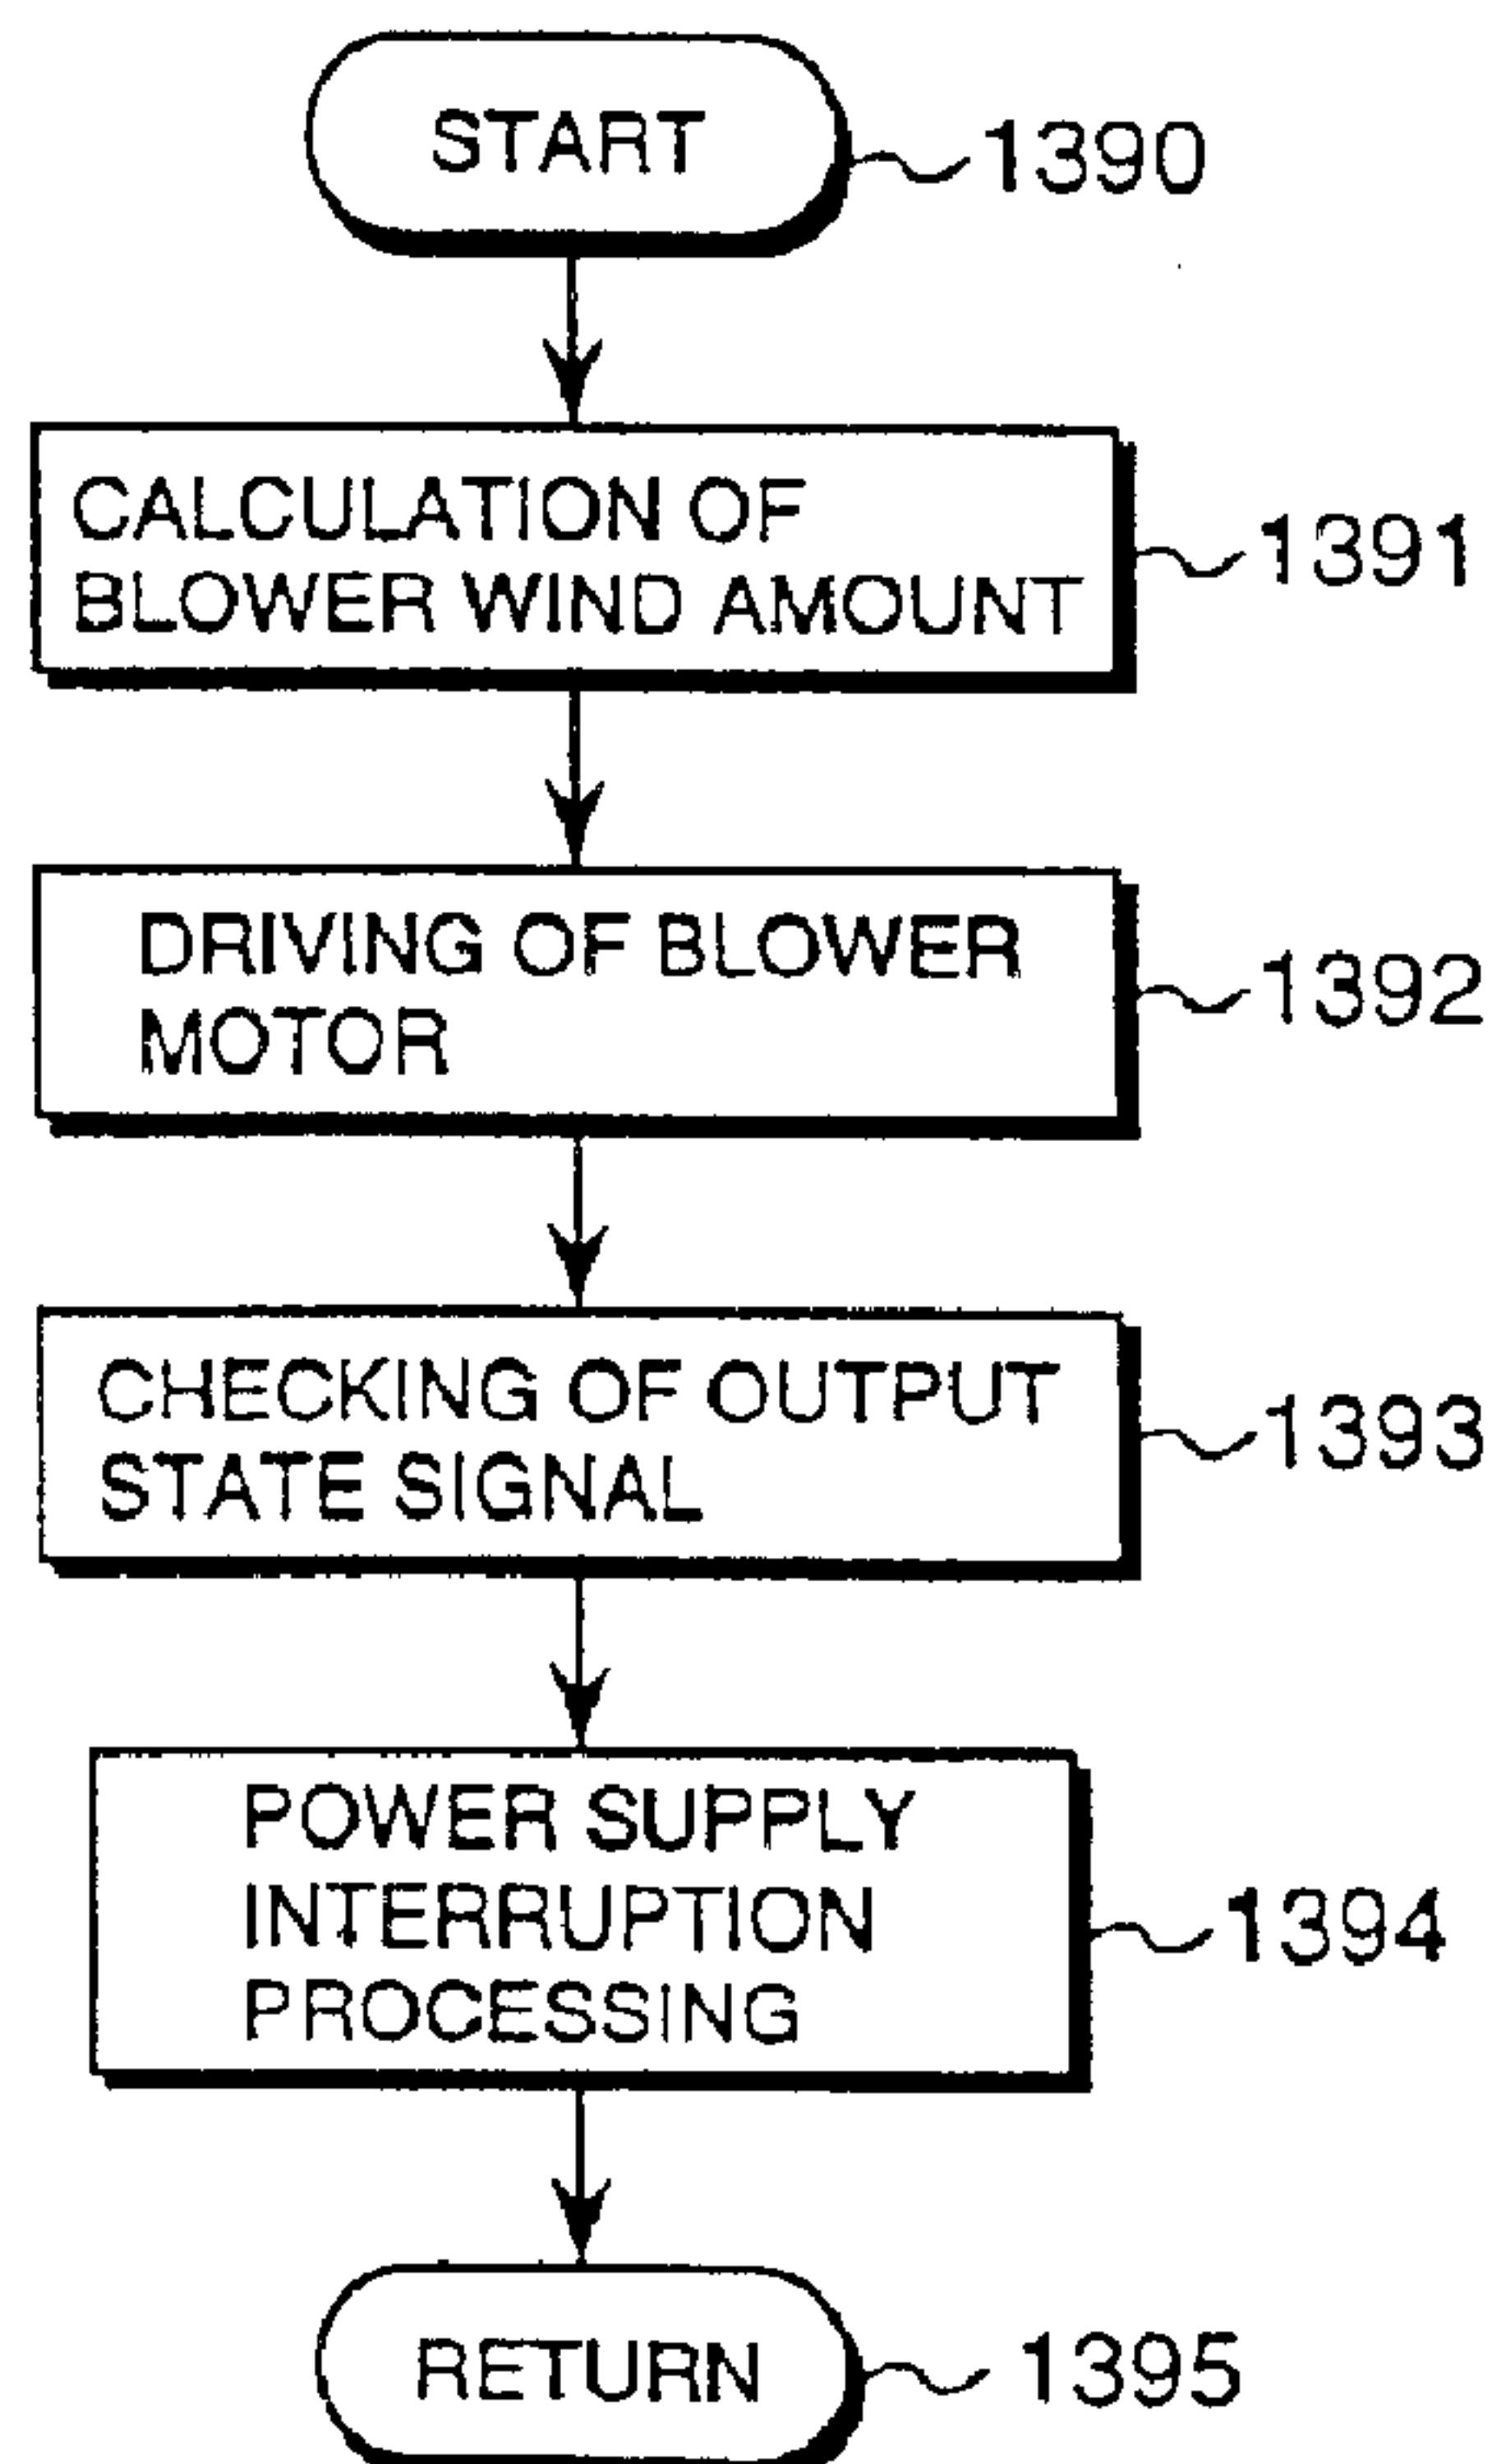 START
1390
CALCULATION OF
BLOWER WIND AMOUNT
1391
DRIVING OF BLOWER
MOTOR
1392
CHECKING OF OUTPUT
STATE SIGNAL
1393
POWER SUPPLY
INTERRUPTION
PROCESSING
1394
RETURN
1395